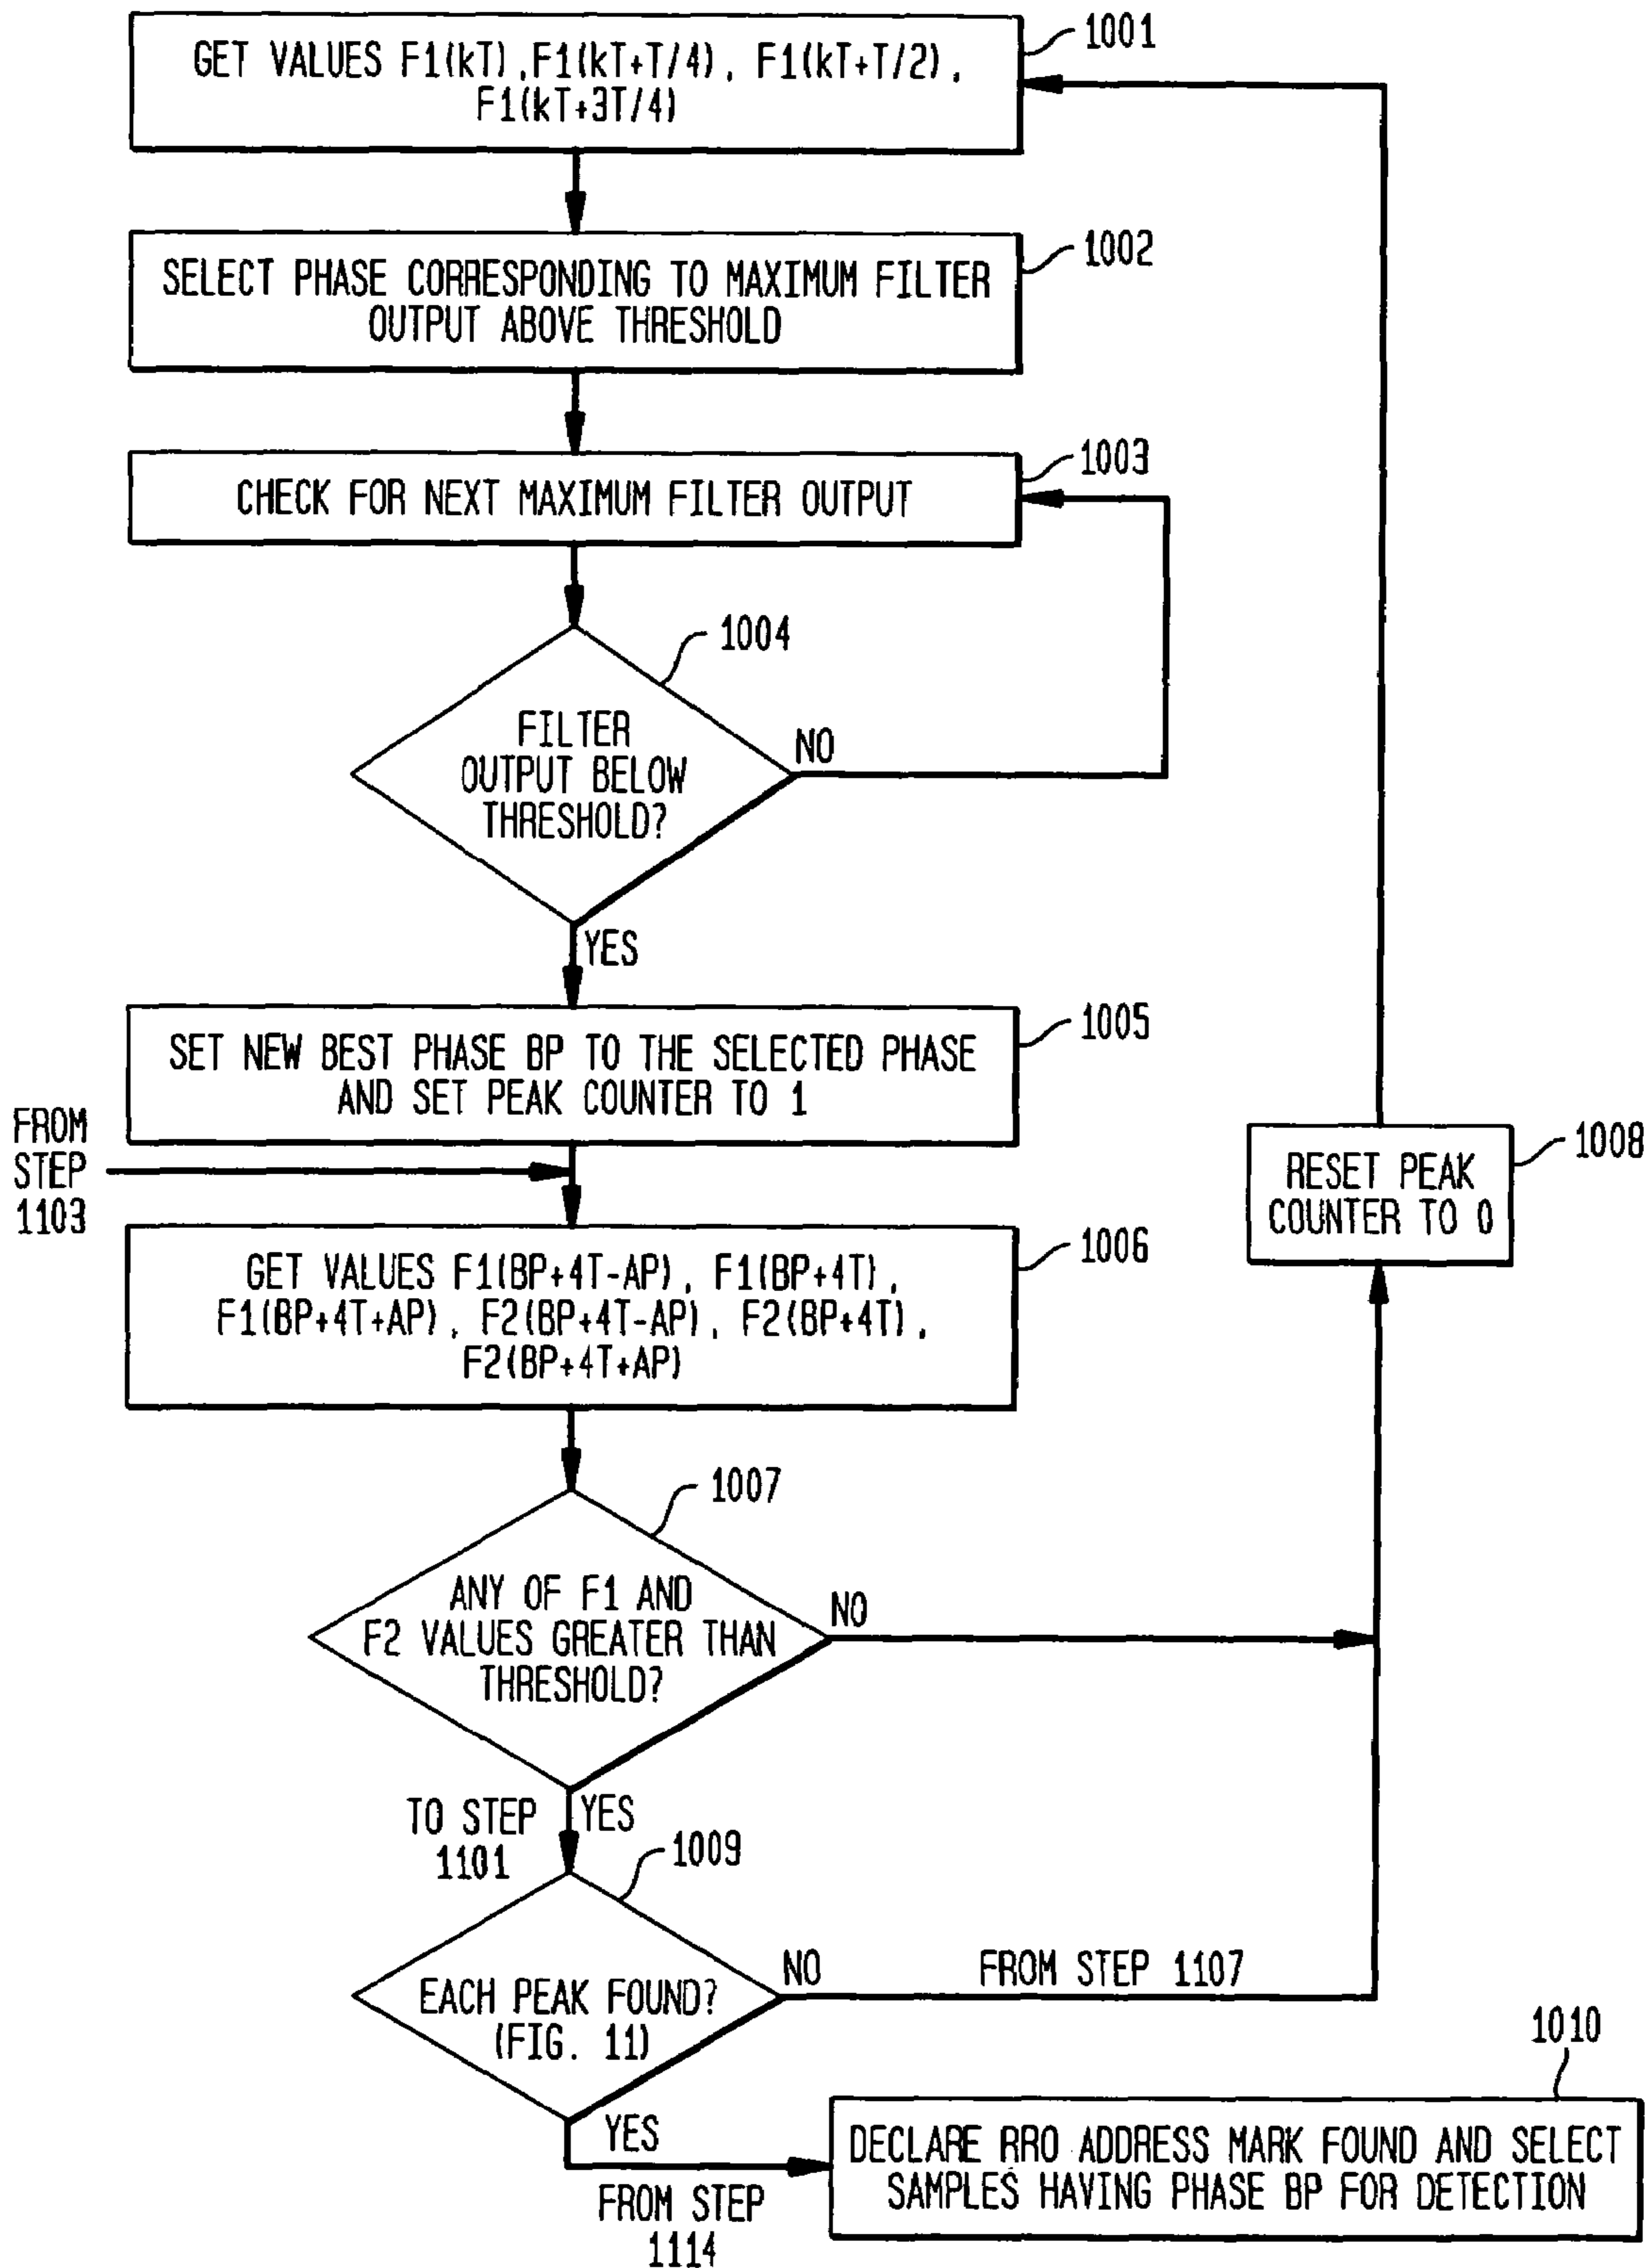 1001
GET VALUES F1(kT),F1(kT+T/4), F1(kT+T/2),
F1(kT+3T/4)
1002
SELECT PHASE CORRESPONDING TO MAXIMUM FILTER
OUTPUT ABOVE THRESHOLD
1003
CHECK FOR NEXT MAXIMUM FILTER OUTPUT
1004
FILTER
OUTPUT BELOW
THRESHOLD?
NO
YES
1005
SET NEW BEST PHASE BP TO THE SELECTED PHASE
AND SET PEAK COUNTER TO 1
FROM
STEP
1103
1008
RESET PEAK
COUNTER TO 0
1006
GET VALUES F1(BP+4T-AP), F1(BP+4T),
F1(BP+4T+AP), F2(BP+4T-AP), F2(BP+4T),
F2(BP+4T+AP)
1007
ANY OF F1 AND
F2 VALUES GREATER THAN
THRESHOLD?
NO
TO STEP
1101
YES
1009
EACH PEAK FOUND?
(FIG. 11)
NO
FROM STEP 1107
YES
FROM STEP
1114
1010
DECLARE RRO ADDRESS MARK FOUND AND SELECT
SAMPLES HAVING PHASE BP FOR DETECTION